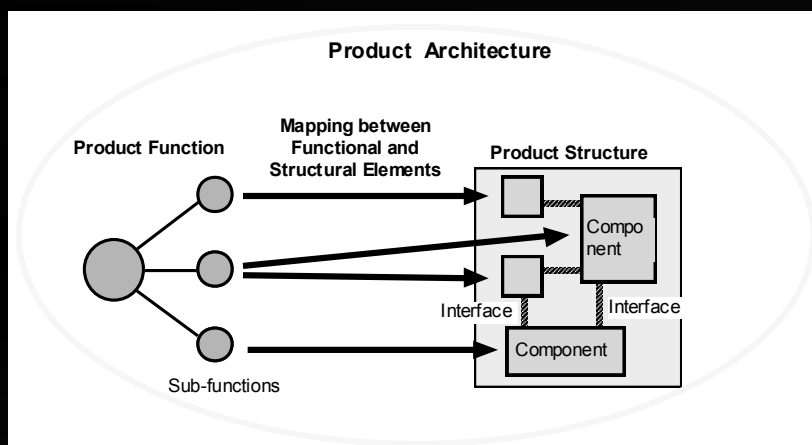 Product Architecture
Mapping between
Functional and
Structural Elements
Product Function
Product Structure
Compo
nent
Interface
Interface
Component
Sub-functions